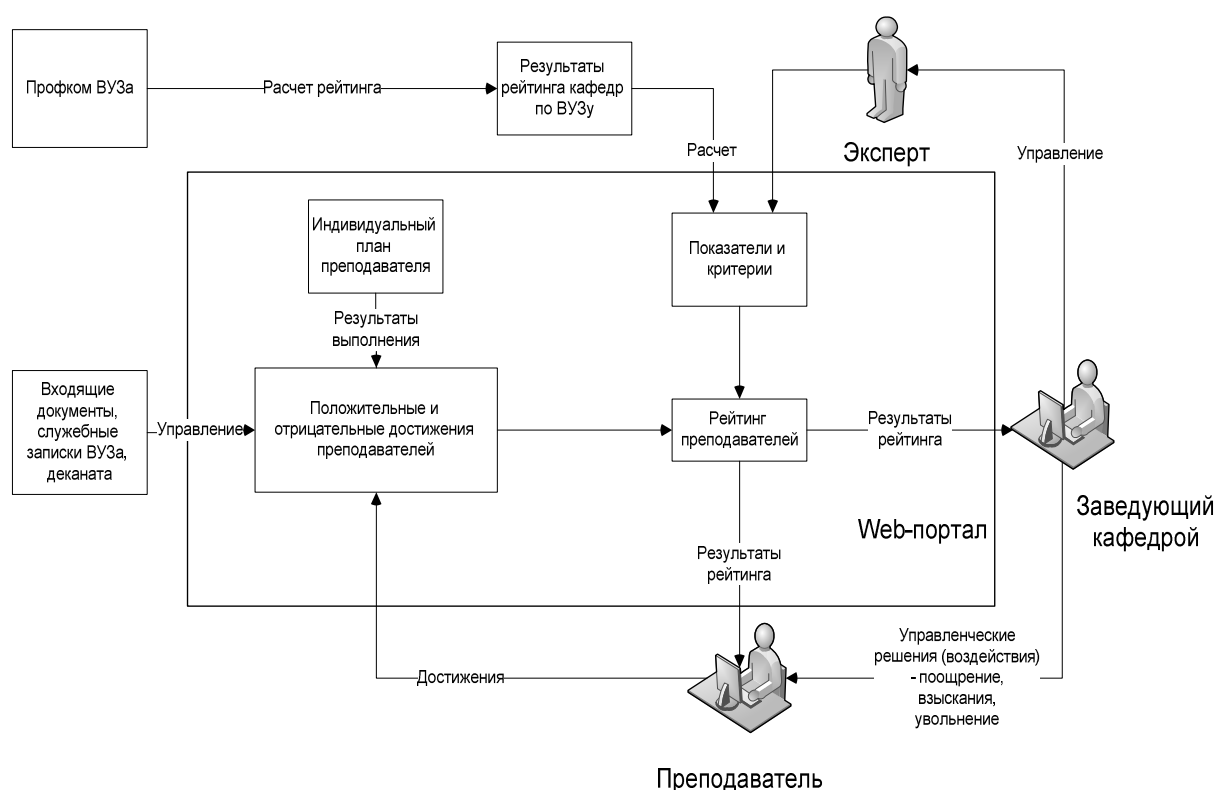 Профком ВУЗа
Расчет рейтинга
Результаты
рейтинга кафедр
по ВУЗу
Расчет
Эксперт
Управление
Индивидуальный
план
преподавателя
Показатели и
критерии
Результаты
выполнения
Входящие
документы,
служебные
записки ВУЗа,
деканата
Управление
Положительные и
отрицательные достижения
преподавателей
Рейтинг
преподавателей
Результаты
рейтинга
Заведующий
кафедрой
Web-портал
Результаты
рейтинга
Достижения
Управленческие
решения (воздействия)
- поощрение,
взыскания,
увольнение
Преподаватель